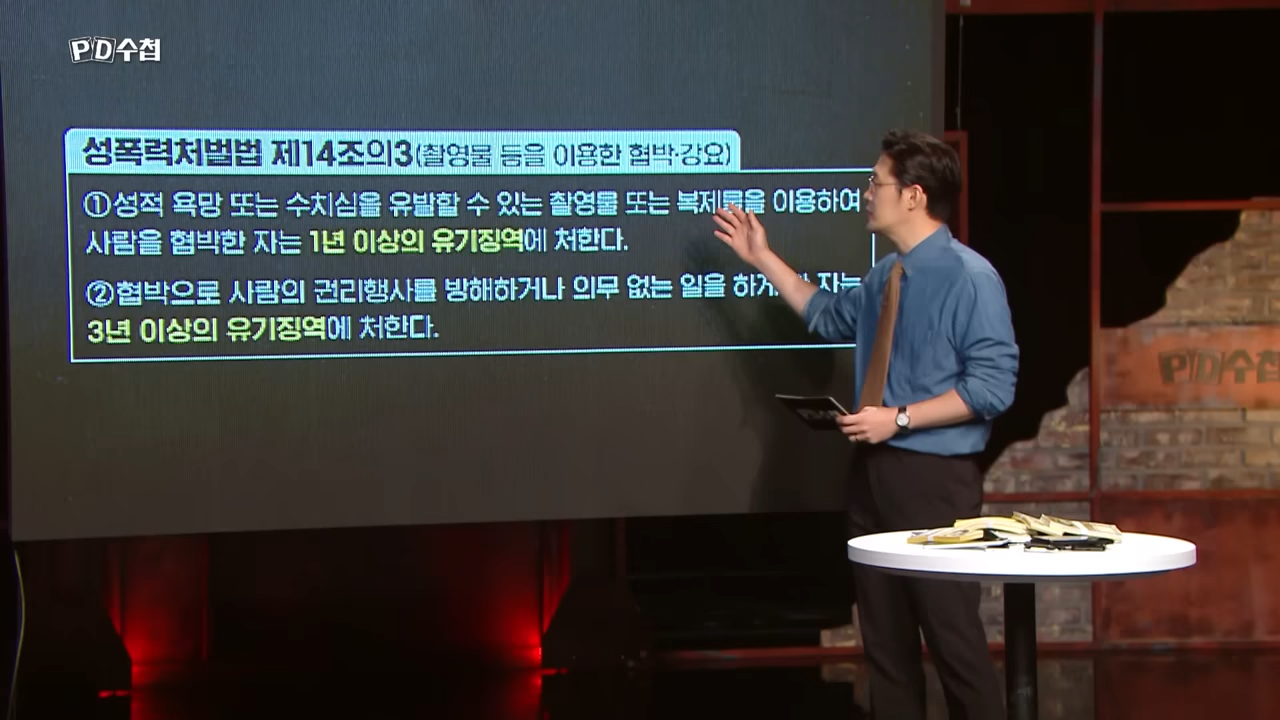 PD수첩
성폭력처벌법 제14조의3(촬영물 등을 이용한 협박·강요)
①성적 욕망 또는 수치심을 유발할 수 있는 촬영물 또는 복제물을 이용하여
사람을 협박한 자는 1년 이상의 유기징역에 처한다.
②협박으로 사람의 권리행사를 방해하거나 의무 없는 일을 하게 한 자는
3년 이상의 유기징역에 처한다.
PD수첩